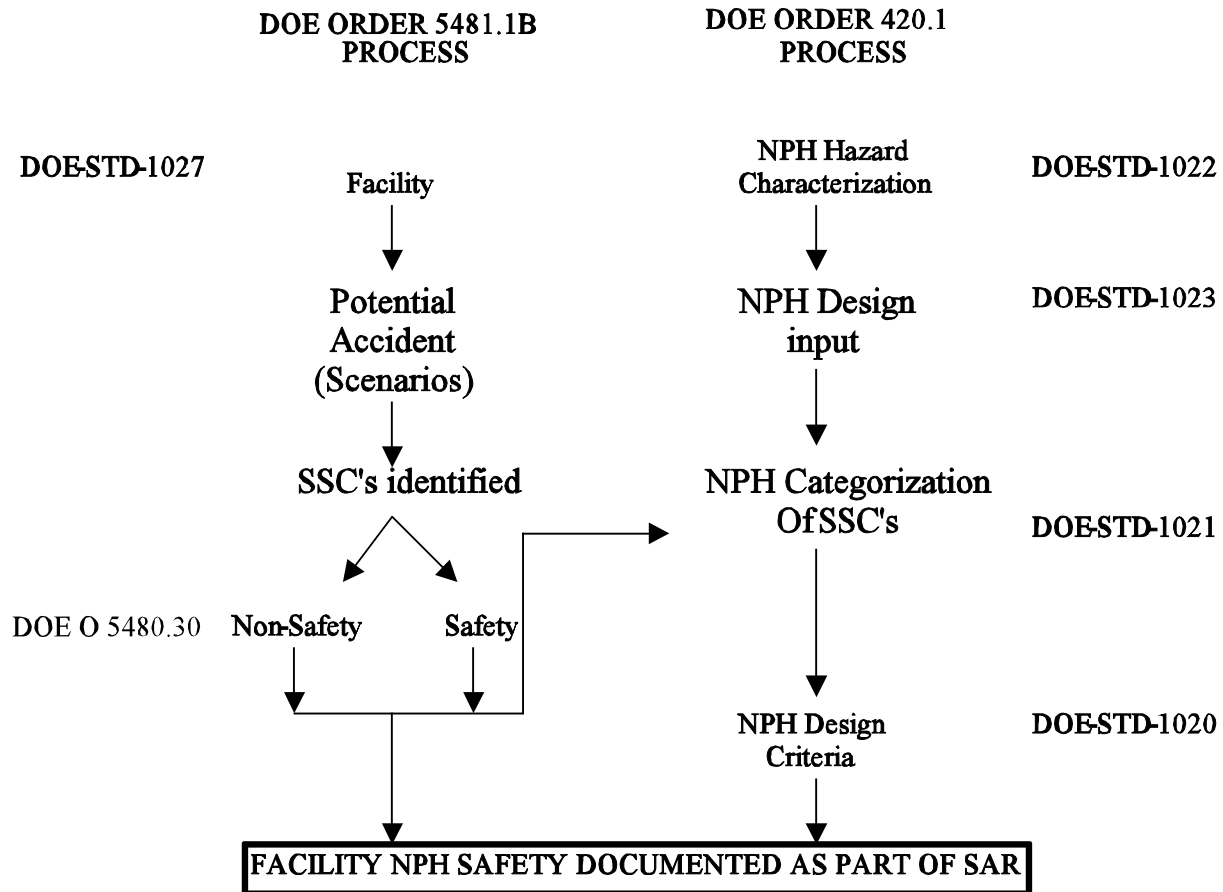 DOE ORDER 5481.1B
PROCESS
DOE ORDER 420.1
PROCESS
DOE-STD-1027
Facility
NPH Hazard
Characterization
DOE-STD-1022
Potential
Accident
(Scenarios)
NPH Design
input
DOE-STD-1023
SSC's identified
NPH Categorization
Of SSC's
DOE-STD-1021
DOE O 5480.30
Non-Safety
Safety
NPH Design
Criteria
DOE-STD-1020
FACILITY NPH SAFETY DOCUMENTED AS PART OF SAR